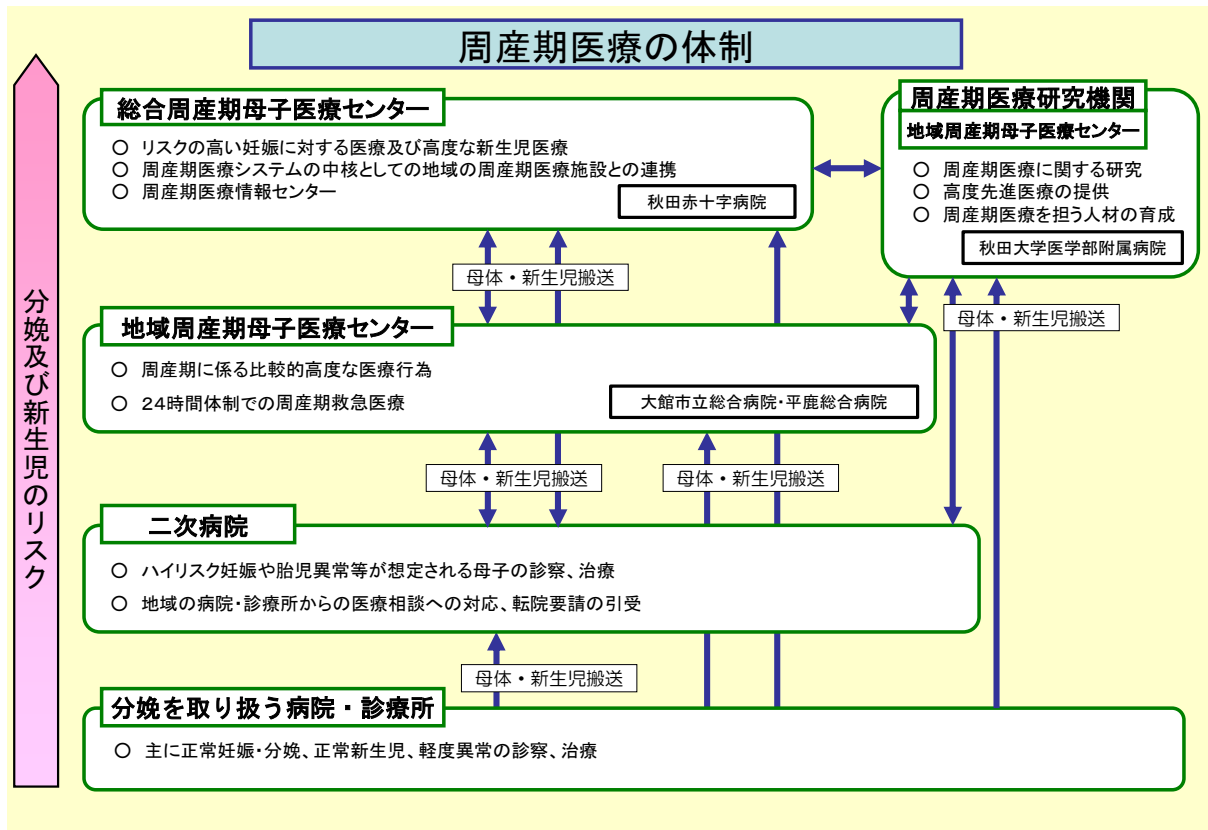 周産期医療の体制
分娩及び新生児のリスク
総合周産期母子医療センター
○ リスクの高い妊娠に対する医療及び高度な新生児医療
○ 周産期医療システムの中核としての地域の周産期医療施設との連携
○ 周産期医療情報センター
秋田赤十字病院
周産期医療研究機関
地域周産期母子医療センター
○ 周産期医療に関する研究
○ 高度先進医療の提供
○ 周産期医療を担う人材の育成
秋田大学医学部附属病院
母体・新生児搬送
母体・新生児搬送
地域周産期母子医療センター
○ 周産期に係る比較的高度な医療行為
○ 24時間体制での周産期救急医療
大館市立総合病院・平鹿総合病院
母体・新生児搬送
母体・新生児搬送
二次病院
○ ハイリスク妊娠や胎児異常等が想定される母子の診察、治療
○ 地域の病院・診療所からの医療相談への対応、転院要請の引受
母体・新生児搬送
分娩を取り扱う病院・診療所
○ 主に正常妊娠・分娩、正常新生児、軽度異常の診察、治療